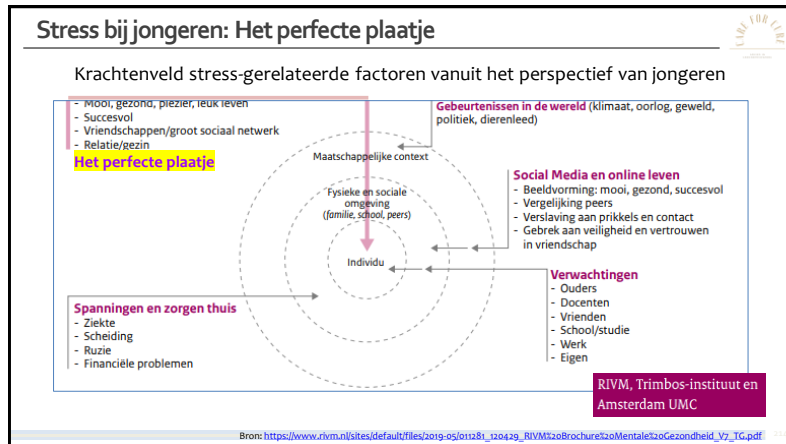 Stress bij jongeren: Het perfecte plaatje
CARE FOR CURE
Krachtenveld stress-gerelateerde factoren vanuit het perspectief van jongeren
- Mooi, gezond, plezier, leuk leven
- Succesvol
- Vriendschappen/groot sociaal netwerk
- Relatie/gezin
Het perfecte plaatje
Gebeurtenissen in de wereld (klimaat, oorlog, geweld,
politiek, dierenleed)
Maatschappelijke context
Fysieke en sociale
omgeving
(familie, school, peers)
Individu
Social Media en online leven
- Beeldvorming: mooi, gezond, succesvol
- Vergelijking peers
- Verslaving aan prikkels en contact
- Gebrek aan veiligheid en vertrouwen
in vriendschap
Verwachtingen
- Ouders
- Docenten
- Vrienden
- School/studie
- Werk
- Eigen
Spanningen en zorgen thuis
- Ziekte
- Scheiding
- Ruzie
- Financiële problemen
RIVM, Trimbos-instituut en
Amsterdam UMC
Bron: https://www.rivm.nl/sites/default/files/2019-05/011281_120429_RIVM%20Brochure%20Mentale%20Gezondheid_V7_TG.pdf